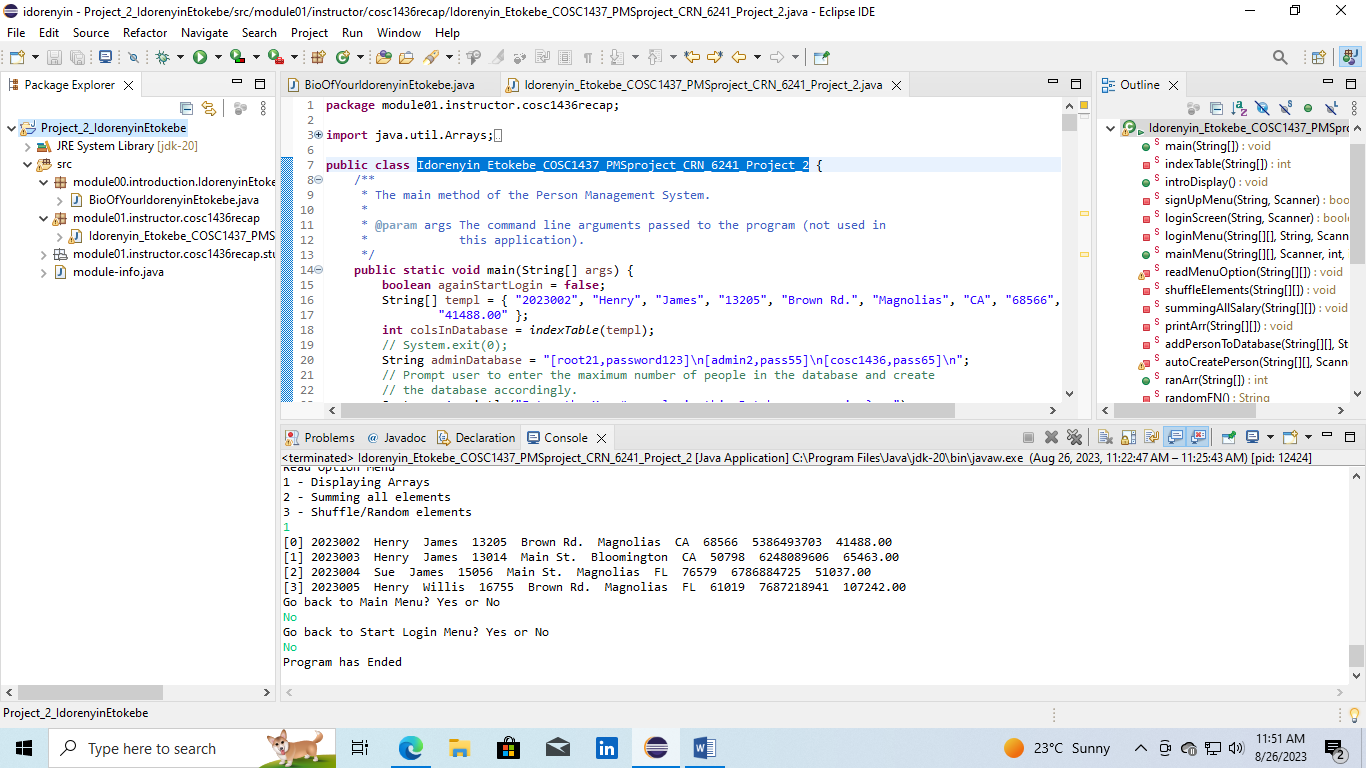 idorenyin - Project_2_IdorenyinEtokebe/src/module01/instructor/cosc1436recap/Idorenyin_Etokebe_COSC1437_PMSproject_CRN_6241_Project_2.java - Eclipse IDE
File Edit Source Refactor Navigate Search Project Run Window Help
Package Explorer
Project_2_IdorenyinEtokebe
JRE System Library [jdk-20]
src
module00.introduction.IdorenyinEtoke
BioOfYourIdorenyinEtokebe.java
module01.instructor.cosc1436recap
Idorenyin_Etokebe_COSC1437_PMS
module01.instructor.cosc1436recap.stu
module-info.java
BioOfYourIdorenyinEtokebe.java
Idorenyin_Etokebe_COSC1437_PMSproject_CRN_6241_Project_2.java
1 package module01.instructor.cosc1436recap;
2
3 import java.util.Arrays;
6
7 public class Idorenyin_Etokebe_COSC1437_PMSproject_CRN_6241_Project_2 {
8 /**
9 * The main method of the Person Management System.
10 *
11 * @param args The command line arguments passed to the program (not used in
12 * this application).
13 */
14 public static void main(String[] args) {
15 boolean againStartLogin = false;
16 String[] templ = { "2023002", "Henry", "James", "13205", "Brown Rd.", "Magnolias", "CA", "68566",
17 "41488.00" };
18 int colsInDatabase = indexTable(templ);
19 // System.exit(0);
20 String adminDatabase = "[root21,password123]\n[admin2,pass55]\n[cosc1436,pass65]\n";
21 // Prompt user to enter the maximum number of people in the database and create
22 // the database accordingly.
Outline
Idorenyin_Etokebe_COSC1437_PMSpro
main(String[]) : void
indexTable(String[]) : int
introDisplay() : void
signUpMenu(String, Scanner) : boo
loginScreen(String, Scanner) : boole
loginMenu(String[][], String, Scann
mainMenu(String[][], Scanner, int,
readMenuOption(String[][]) : void
shuffleElements(String[][]) : void
summingAllSalary(String[][]) : void
printArr(String[][]) : void
addPersonToDatabase(String[][], St
autoCreatePerson(String[][], Scann
ranArr(String[]) : int
randomFN() : String
Problems @ Javadoc Declaration Console
<terminated> Idorenyin_Etokebe_COSC1437_PMSproject_CRN_6241_Project_2 [Java Application] C:\Program Files\Java\jdk-20\bin\javaw.exe (Aug 26, 2023, 11:22:47 AM – 11:25:43 AM) [pid: 12424]
Read Option Menu
1 - Displaying Arrays
2 - Summing all elements
3 - Shuffle/Random elements
1
[0] 2023002 Henry James 13205 Brown Rd. Magnolias CA 68566 5386493703 41488.00
[1] 2023003 Henry James 13014 Main St. Bloomington CA 50798 6248089606 65463.00
[2] 2023004 Sue James 15056 Main St. Magnolias FL 76579 6786884725 51037.00
[3] 2023005 Henry Willis 16755 Brown Rd. Magnolias FL 61019 7687218941 107242.00
Go back to Main Menu? Yes or No
No
Go back to Start Login Menu? Yes or No
No
Program has Ended
Project_2_IdorenyinEtokebe
Type here to search
23°C Sunny
11:51 AM
8/26/2023
2